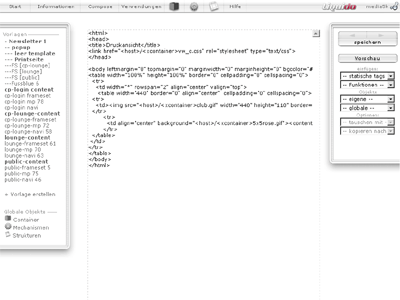 Start Informationen Compose Verwendungen Hilfe
Vorlagen
- Newsletter 1
-- popup
--- leer template
--- Printseite
---FS [cp-lounge]
---FS [lounge]
---FS [public]
---fussblue 6
cp-login content
cp-login frameset
cp-login mp 78
cp-login navi
cp-lounge-content
cp-lounge-frameset
cp-lounge-mp 72
cp-lounge-navi 58
lounge-content
lounge-frameset 61
lounge-mp 70
lounge-navi 63
public-content
public-frameset 5
public-mp 75
public-navi 46
» Vorlage erstellen
Globale Objekte
Container
Mechanismen
Strukturen
<html>
<head>
<title>Druckansicht</title>
<link href="<host>/<container>ve_c.css" rel="stylesheet" type="text/css">
</head>
<body leftmargin="0" topmargin="0" marginwidth="0" marginheight="0" bgcolor="#
<table width="100%" height="100%" border="0" cellpadding="0" cellspacing="0">
<tr>
<td width="*" rowspan="2" align="center" valign="top">
<table width="440" border="0" align="center" cellpadding="0" cellspacing="0">
<tr>
<td><img src="<host>/<container>club.gif" width="440" height="110" border=
</tr>
<tr>
<td align="center" background="<host>/<container>5x5rose.gif"><content
</tr>
</table>
</td>
</tr>
</table>
</body>
</html>
speichern
Vorschau
einfügen
-- statische tags
-- funktionen --
Objekte
-- eigene --
-- globale --
Optionen
-- tauschen mit
-- kopieren nach